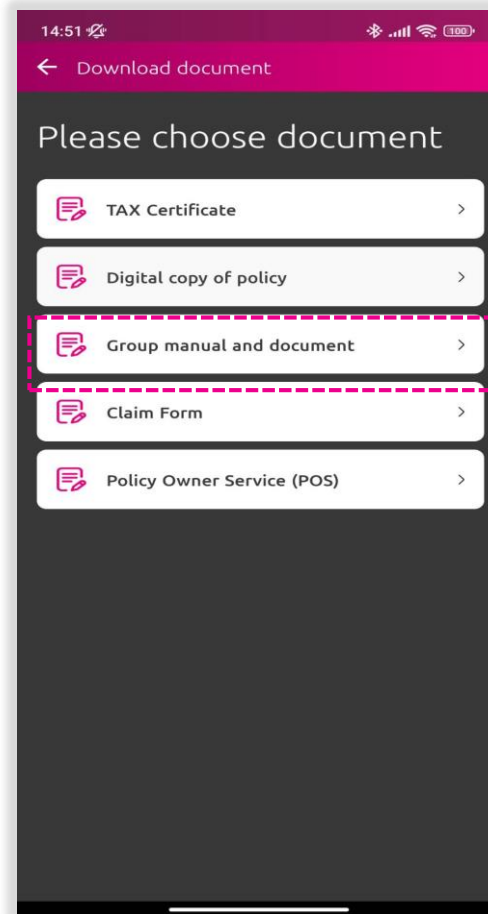 14:51
100
Download document
Please choose document
TAX Certificate
Digital copy of policy
Group manual and document
Claim Form
Policy Owner Service (POS)